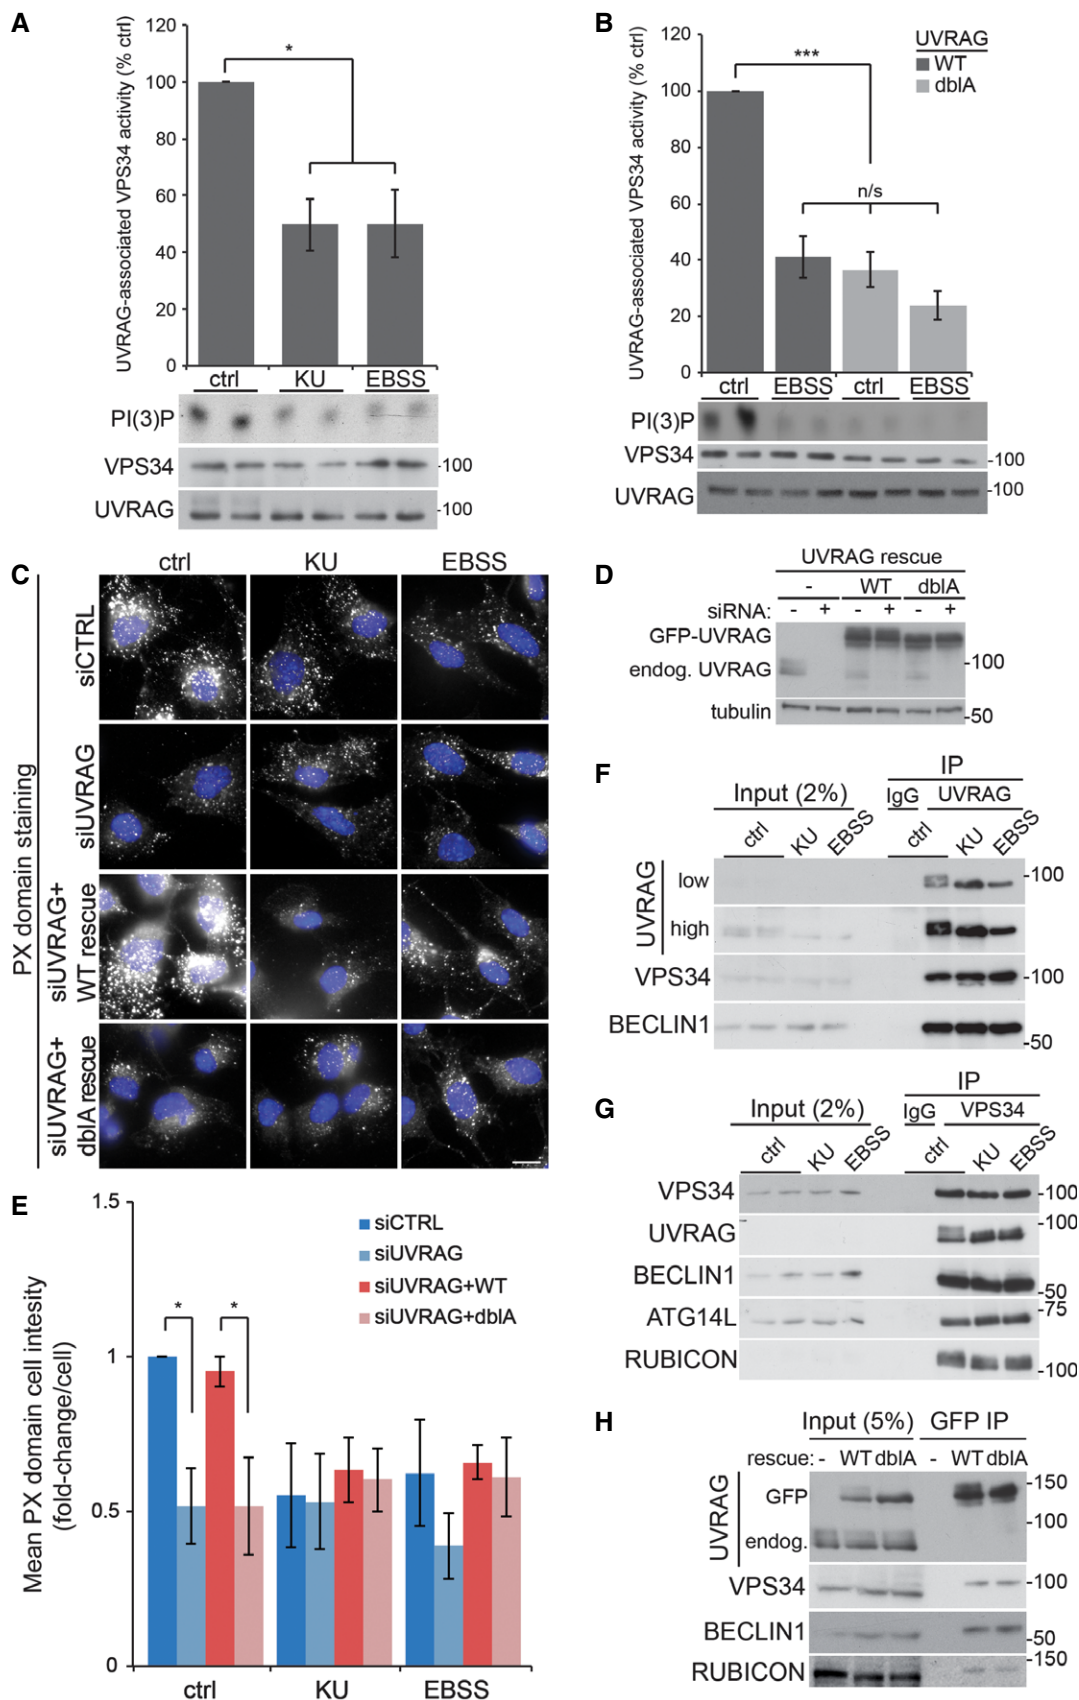 A
UVRAG-associated VPS34 activity (% ctrl)
120
100
80
60
40
20
0
*
ctrl KU EBSS
PI(3)P
VPS34 -100
UVRAG -100
B
UVRAG-associated VPS34 activity (% ctrl)
120
100
80
60
40
20
0
***
n/s
UVRAG
WT
dblA
ctrl EBSS ctrl EBSS
PI(3)P
VPS34 -100
UVRAG -100
C
ctrl KU EBSS
PX domain staining
siCTRL
siUVRAG
siUVRAG+
WT rescue
siUVRAG+
dblA rescue
D
UVRAG rescue
- WT dblA
siRNA: - + - + - +
GFP-UVRAG
endog. UVRAG -100
tubulin -50
E
Mean PX domain cell intesity
(fold-change/cell)
1.5
1
0.5
0
* *
siCTRL
siUVRAG
siUVRAG+WT
siUVRAG+dblA
ctrl KU EBSS
F
IP
Input (2%) IgG UVRAG
ctrl KU EBSS ctrl KU EBSS
UVRAG
low -100
high
VPS34 -100
BECLIN1 -50
G
IP
Input (2%) IgG VPS34
ctrl KU EBSS ctrl KU EBSS
VPS34 -100
UVRAG -100
BECLIN1 -50
ATG14L -75
RUBICON -100
H
Input (5%) GFP IP
rescue: - WT dblA - WT dblA
UVRAG
GFP -150
-100
endog.
VPS34 -100
BECLIN1 -50
RUBICON -150